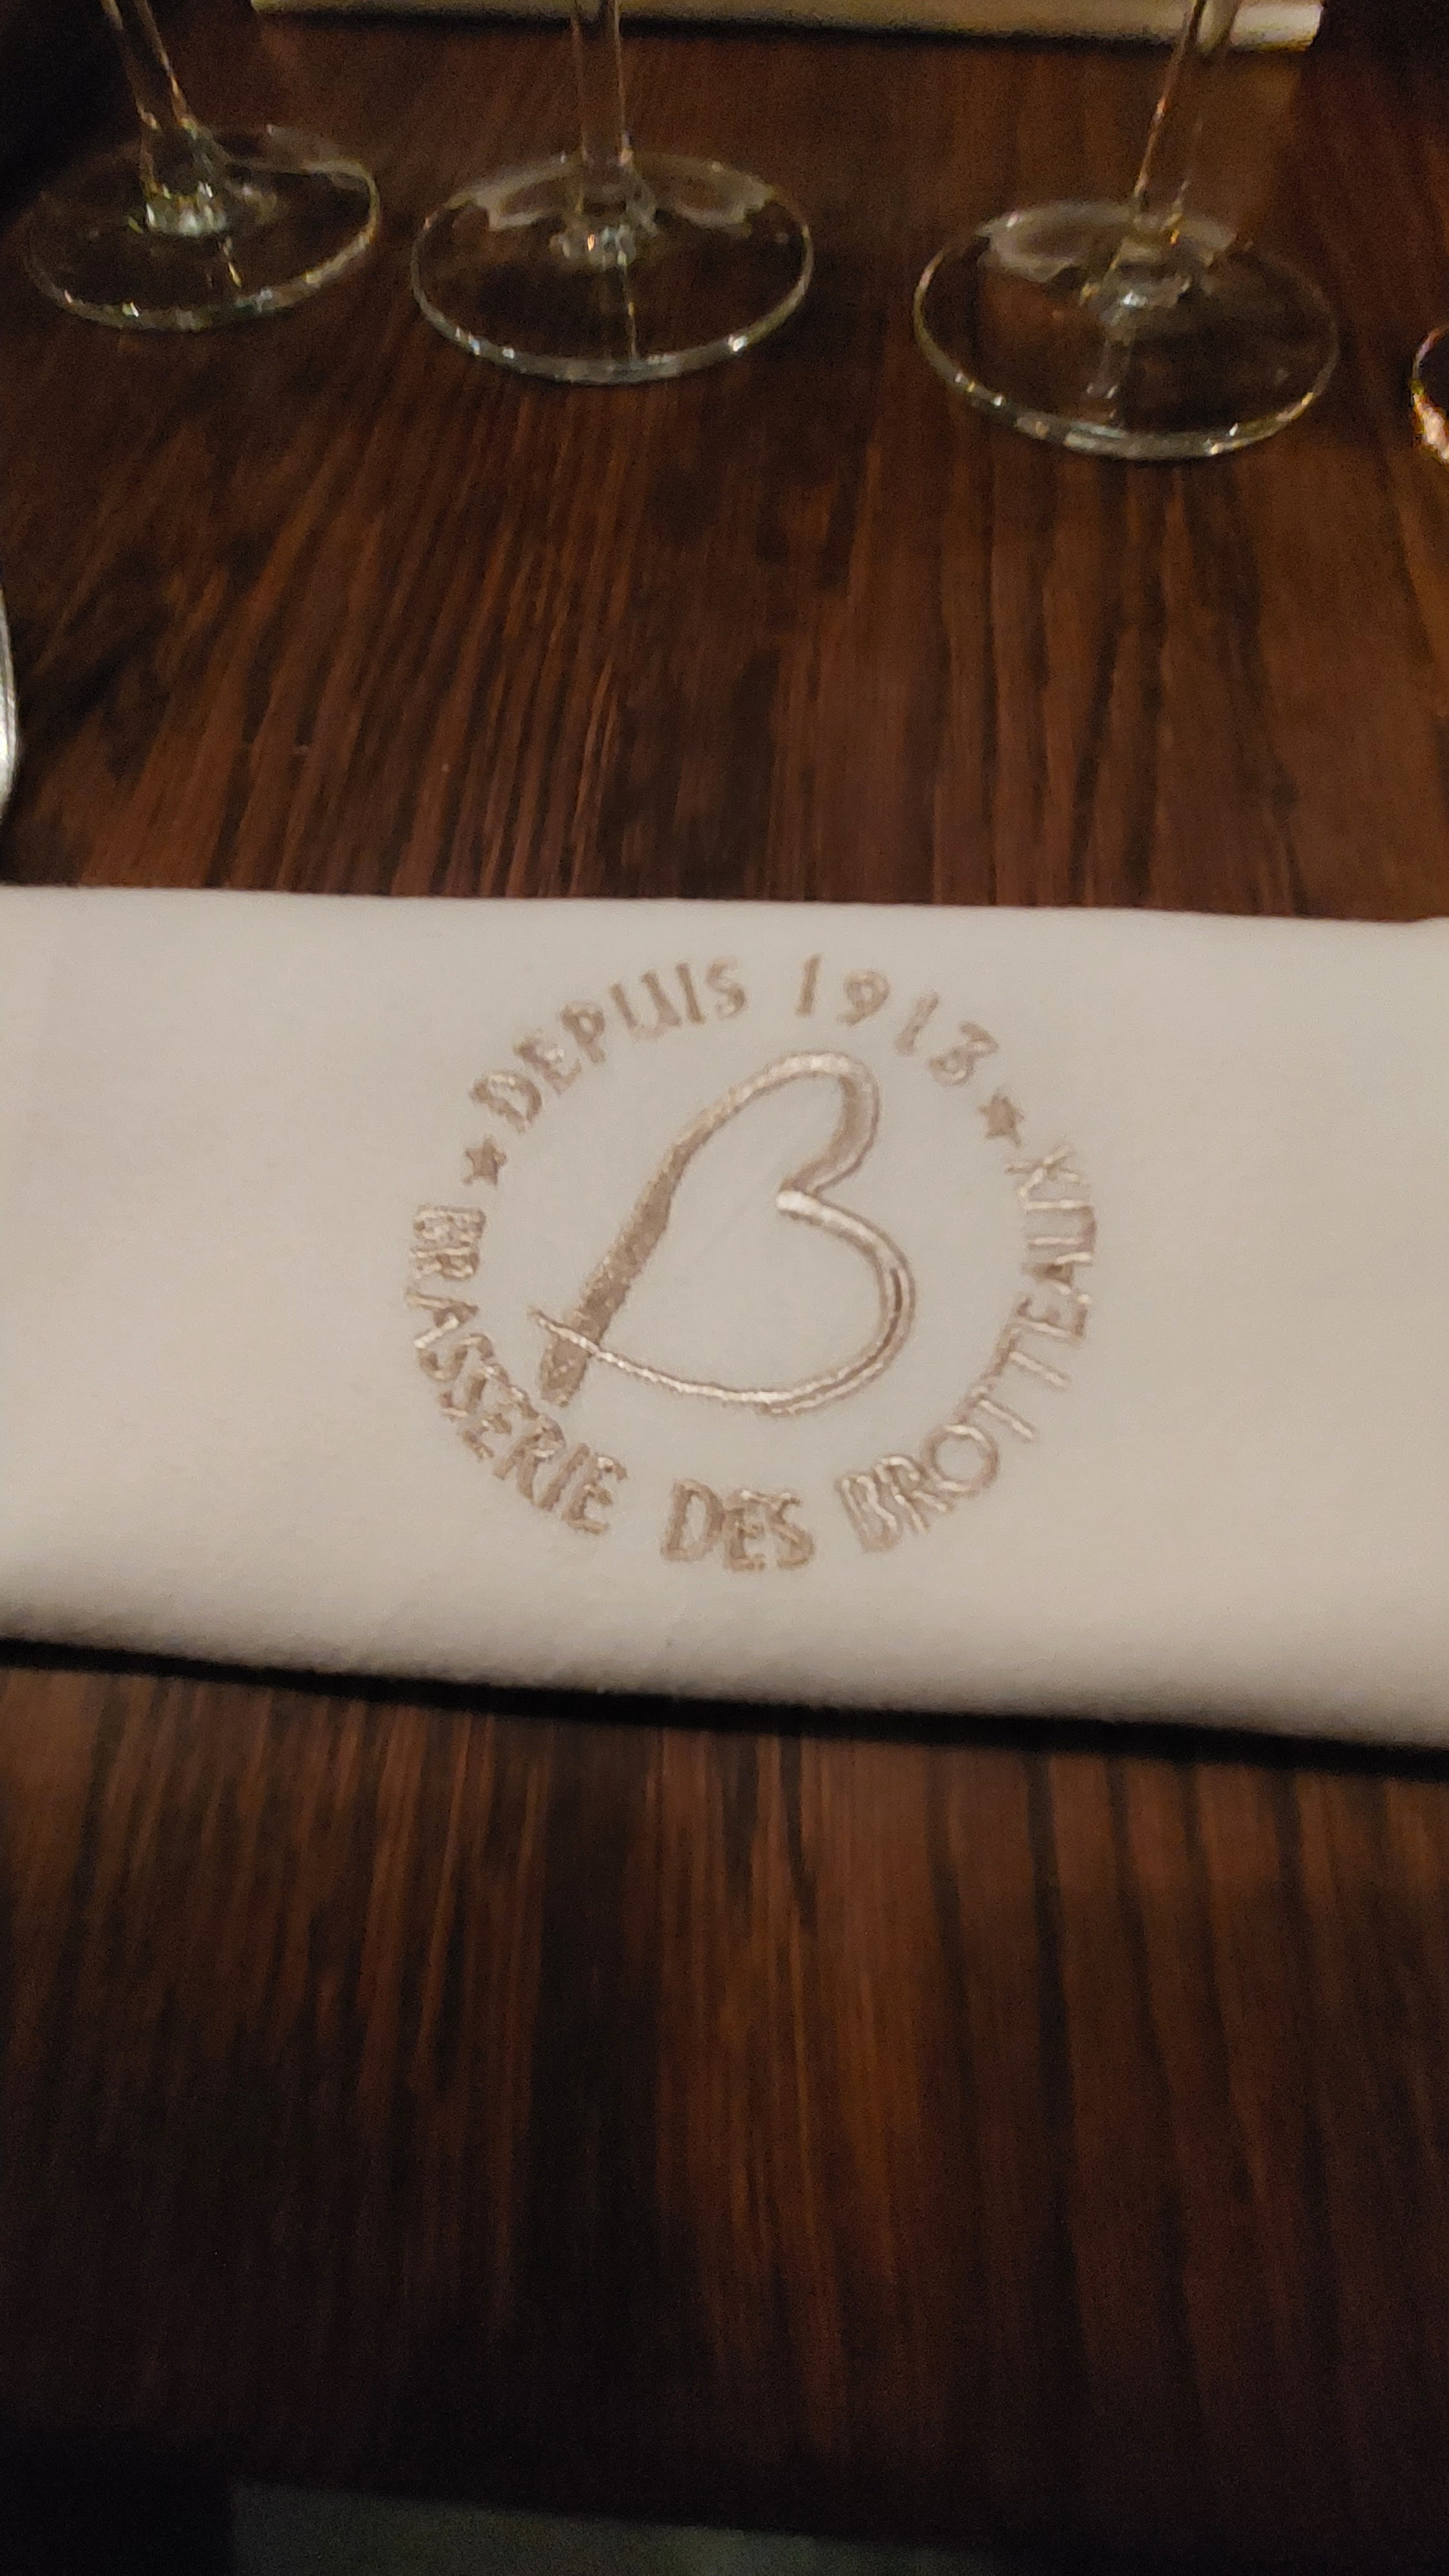 DEPUIS 1913
B
BRASSERIE DES BROTTEAUX